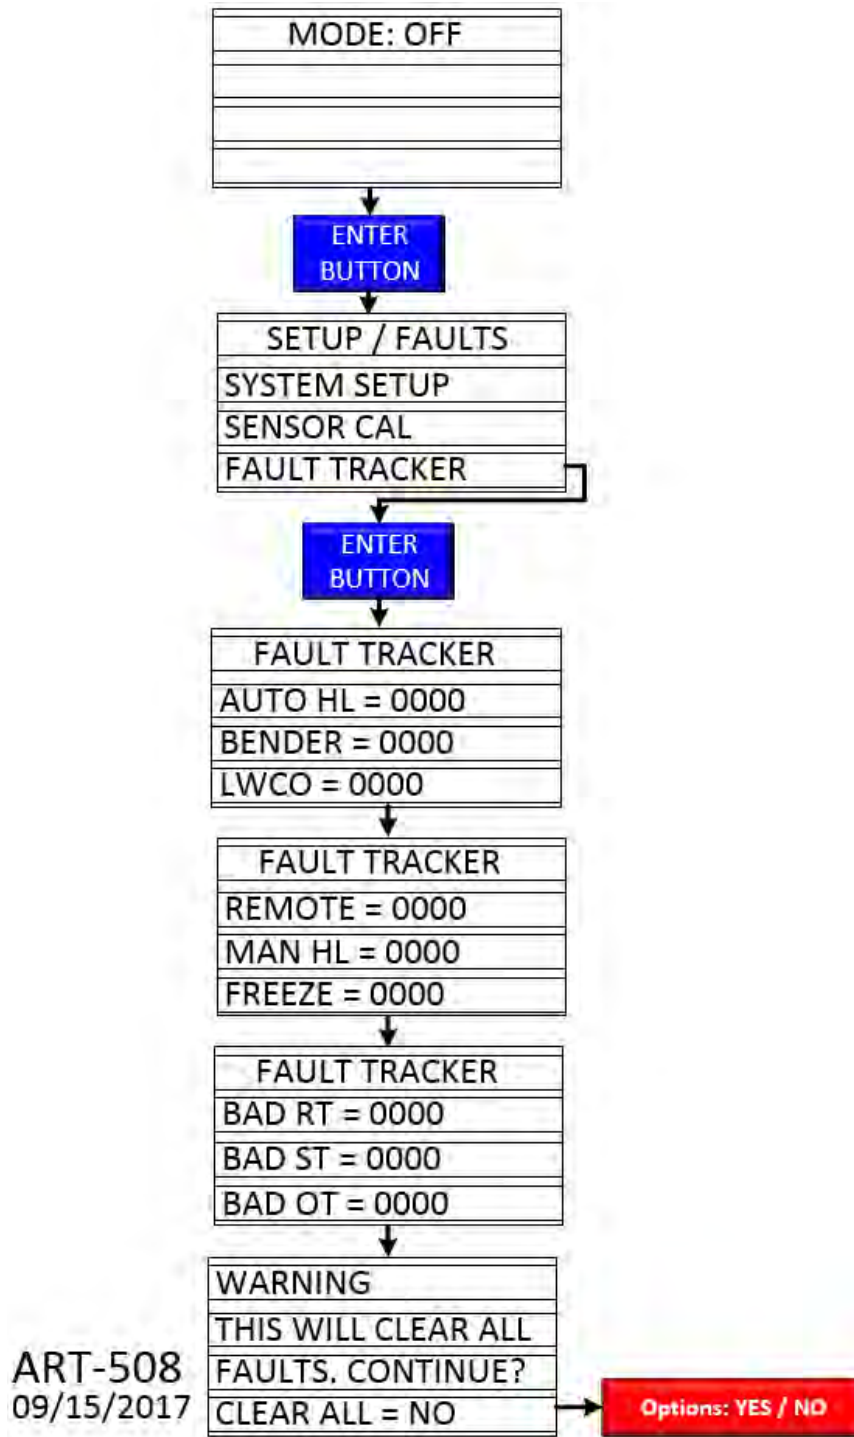 MODE: OFF
ENTER
BUTTON
SETUP / FAULTS
SYSTEM SETUP
SENSOR CAL
FAULT TRACKER
ENTER
BUTTON
FAULT TRACKER
AUTO HL = 0000
BENDER = 0000
LWCO = 0000
FAULT TRACKER
REMOTE = 0000
MAN HL = 0000
FREEZE = 0000
FAULT TRACKER
BAD RT = 0000
BAD ST = 0000
BAD OT = 0000
WARNING
THIS WILL CLEAR ALL
FAULTS. CONTINUE?
CLEAR ALL = NO
Options: YES / NO
ART-508
09/15/2017